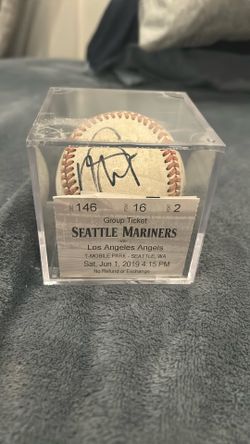 146 16 2
Group Ticket
SEATTLE MARINERS
Los Angeles Angels
T-MOBILE PARK - SEATTLE, WA
Sat, Jun 1, 2019 4:15 PM
No Refund or Exchange